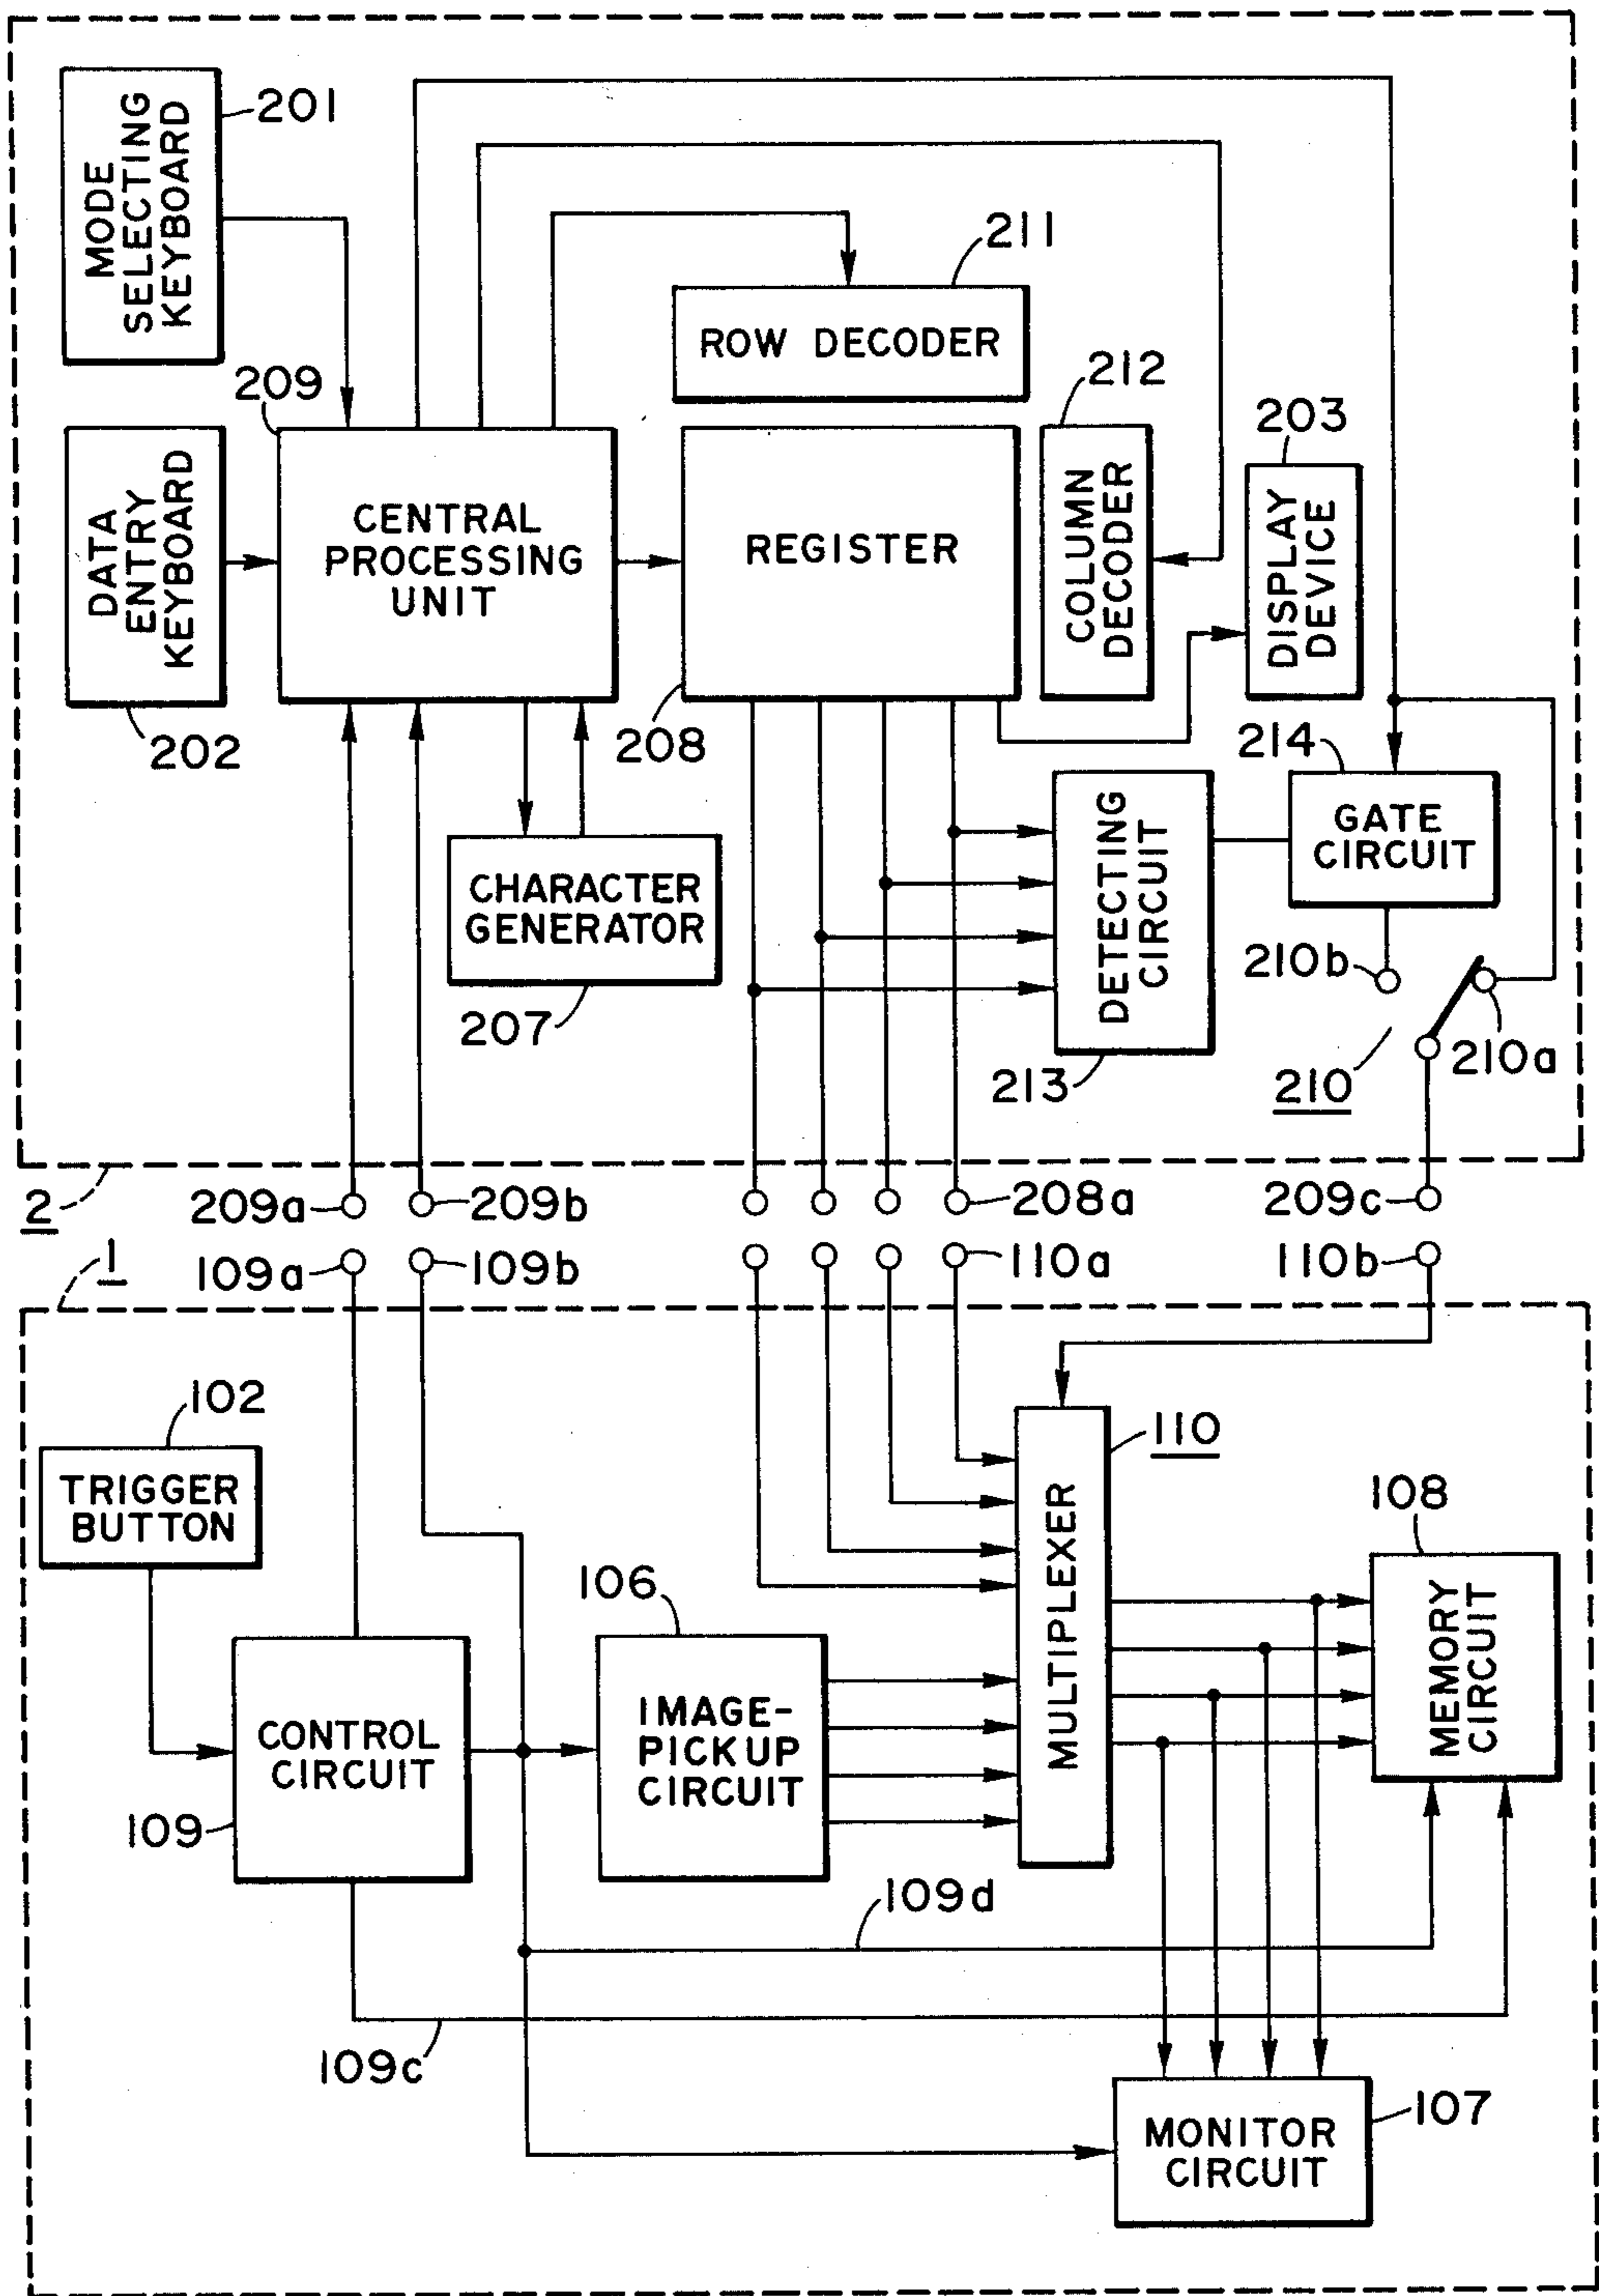 201
MODE
SELECTING
KEYBOARD
211
ROW DECODER
209
212
203
DATA
ENTRY
KEYBOARD
CENTRAL
PROCESSING
UNIT
REGISTER
COLUMN
DECODER
DISPLAY
DEVICE
202
208
214
GATE
CIRCUIT
CHARACTER
GENERATOR
DETECTING
CIRCUIT
210b
207
213
210
210a
2
209a
209b
208a
209c
1
109a
109b
110a
110b
102
TRIGGER
BUTTON
110
108
106
MULTIPLEXER
MEMORY
CIRCUIT
CONTROL
CIRCUIT
IMAGE-
PICKUP
CIRCUIT
109
109d
109c
107
MONITOR
CIRCUIT